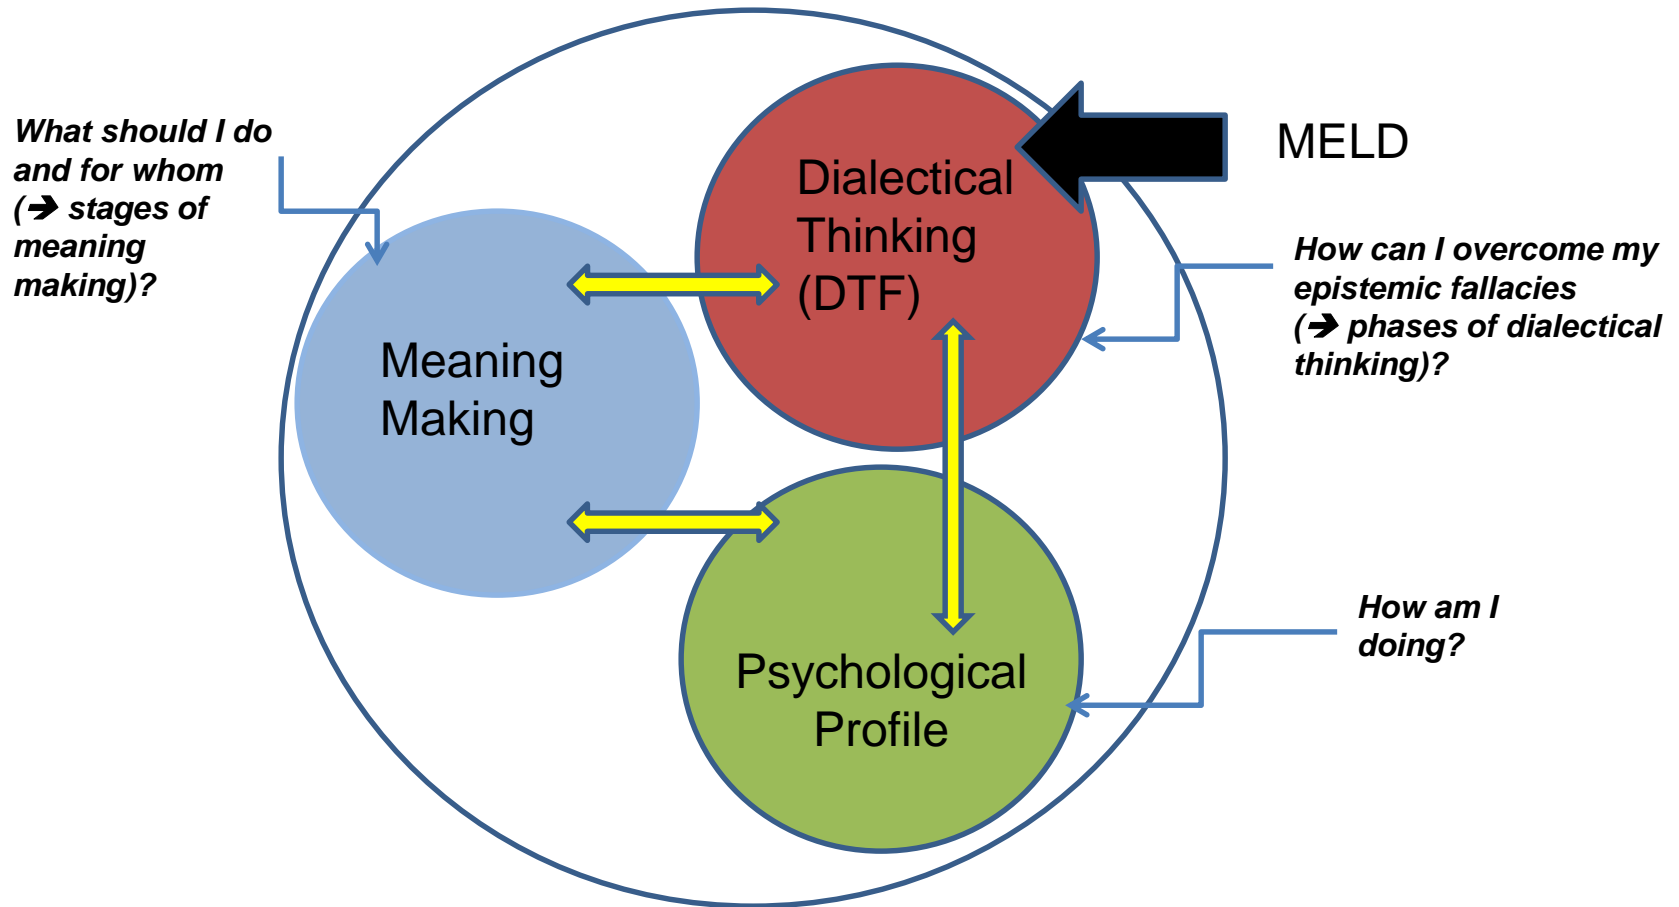 What should I do
and for whom
(➔ stages of
meaning
making)?
Meaning
Making
Dialectical
Thinking
(DTF)
MELD
How can I overcome my
epistemic fallacies
(➔ phases of dialectical
thinking)?
Psychological
Profile
How am I
doing?